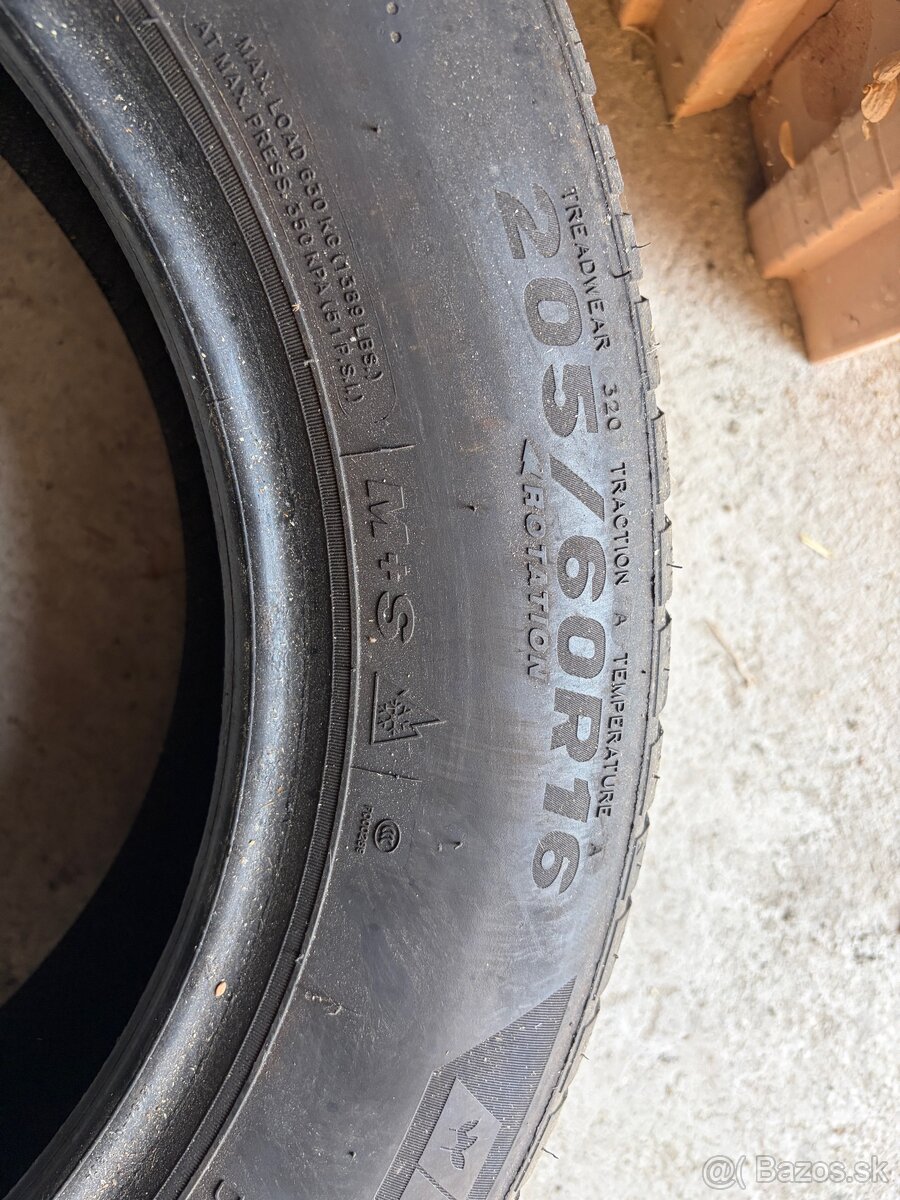 MAX. LOAD 630 KG (1389 LBS.)
AT MAX. PRESS. 350 KPA (51 P.S.I.)
TREADWEAR 320 TRACTION A TEMPERATURE A
205/60R16
ROTATION
M+S
@( Bazos.sk